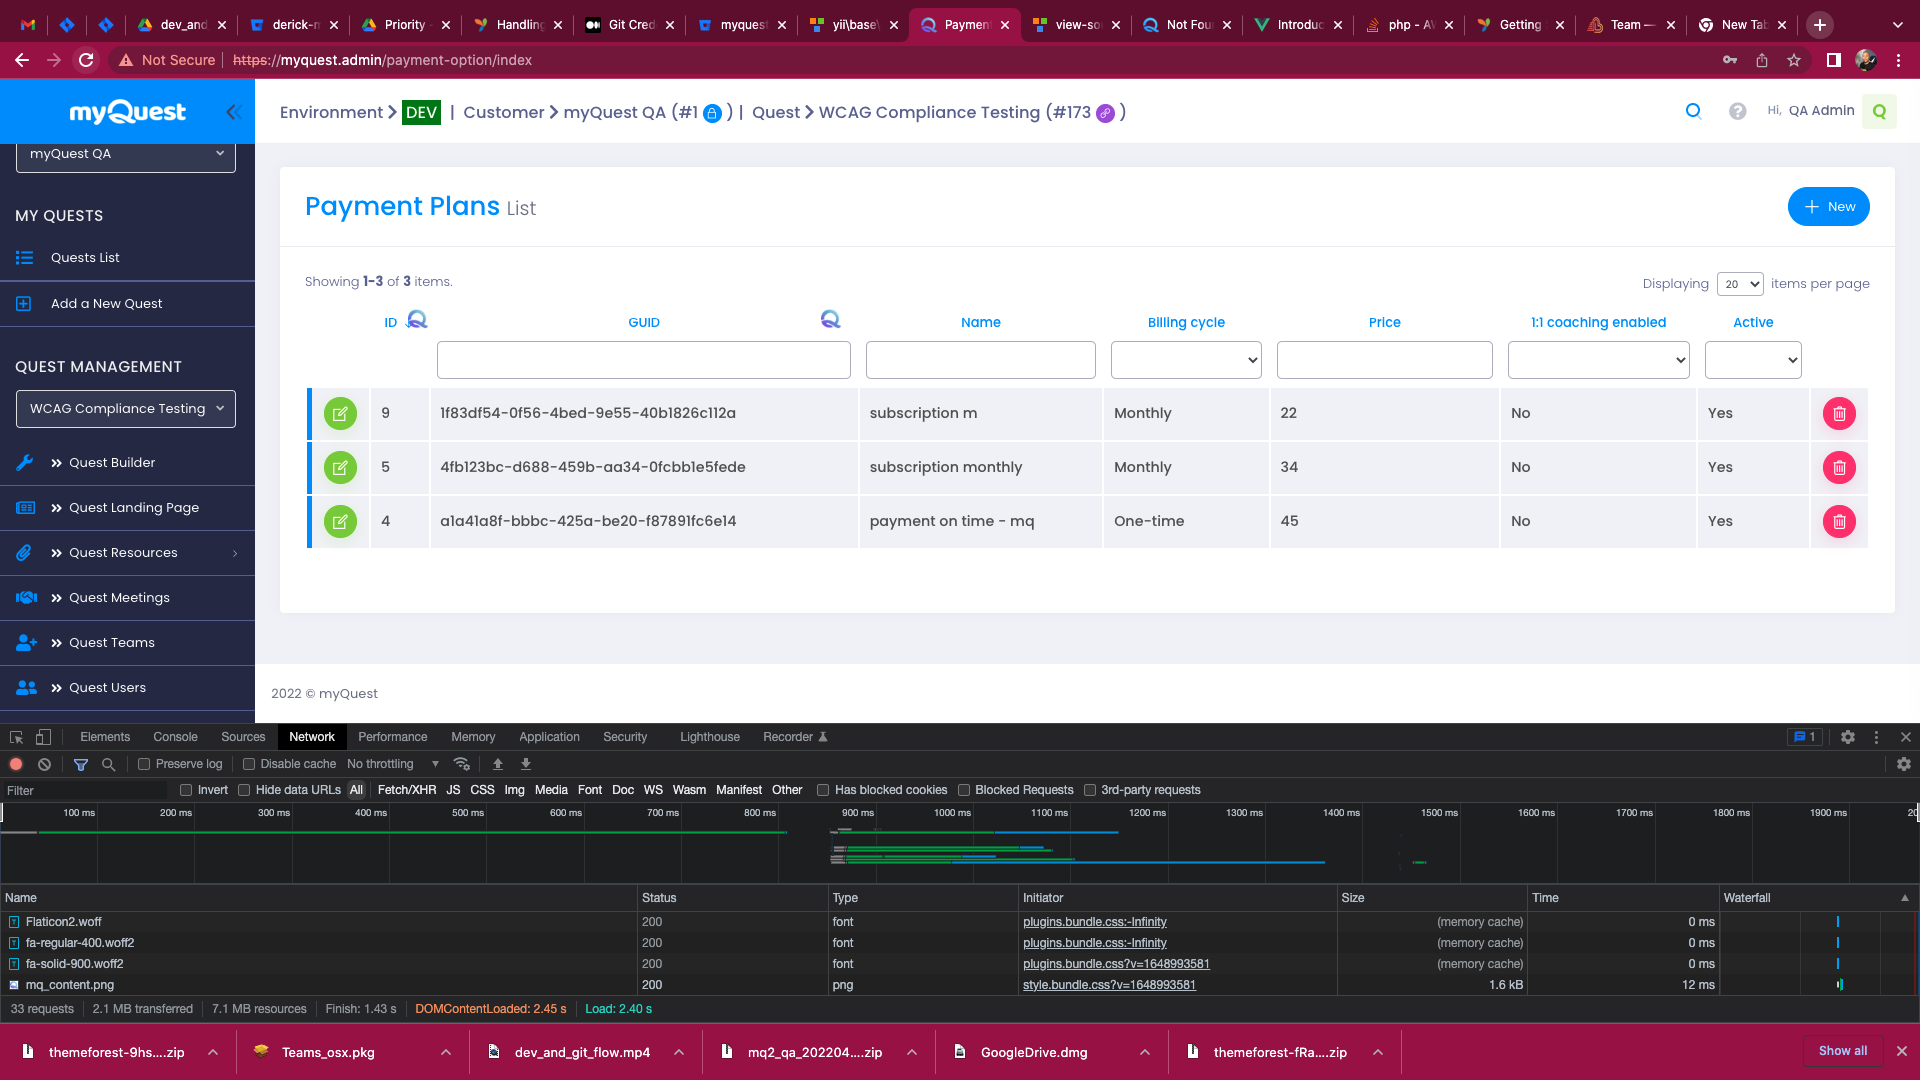 dev_and
derick-n
Priority
Handling
Git Cred
myquest
yii\base\
Payment
view-so
Not Fou
Introduc
php - A
Getting
Team —
New Tab
Not Secure
https://myquest.admin/payment-option/index
myQuest
Environment > DEV | Customer > myQuest QA (#1 ) | Quest > WCAG Compliance Testing (#173 )
Hi, QA Admin Q
myQuest QA
MY QUESTS
Quests List
Add a New Quest
QUEST MANAGEMENT
WCAG Compliance Testing
Quest Builder
Quest Landing Page
Quest Resources
Quest Meetings
Quest Teams
Quest Users
Payment Plans List
+ New
Showing 1-3 of 3 items.
Displaying 20 items per page
ID GUID Name Billing cycle Price 1:1 coaching enabled Active
9 1f83df54-0f56-4bed-9e55-40b1826c112a subscription m Monthly 22 No Yes
5 4fb123bc-d688-459b-aa34-0fcbb1e5fede subscription monthly Monthly 34 No Yes
4 a1a41a8f-bbbc-425a-be20-f87891fc6e14 payment on time - mq One-time 45 No Yes
2022 © myQuest
Elements Console Sources Network Performance Memory Application Security Lighthouse Recorder 1
Preserve log Disable cache No throttling
Filter Invert Hide data URLs All Fetch/XHR JS CSS Img Media Font Doc WS Wasm Manifest Other Has blocked cookies Blocked Requests 3rd-party requests
100 ms 200 ms 300 ms 400 ms 500 ms 600 ms 700 ms 800 ms 900 ms 1000 ms 1100 ms 1200 ms 1300 ms 1400 ms 1500 ms 1600 ms 1700 ms 1800 ms 1900 ms 20
Name Status Type Initiator Size Time Waterfall
Flaticon2.woff 200 font plugins.bundle.css:-Infinity (memory cache) 0 ms
fa-regular-400.woff2 200 font plugins.bundle.css:-Infinity (memory cache) 0 ms
fa-solid-900.woff2 200 font plugins.bundle.css?v=1648993581 (memory cache) 0 ms
mq_content.png 200 png style.bundle.css?v=1648993581 1.6 kB 12 ms
33 requests 2.1 MB transferred 7.1 MB resources Finish: 1.43 s DOMContentLoaded: 2.45 s Load: 2.40 s
themeforest-9hs....zip
Teams_osx.pkg
dev_and_git_flow.mp4
mq2_qa_202204....zip
GoogleDrive.dmg
themeforest-fRa....zip
Show all